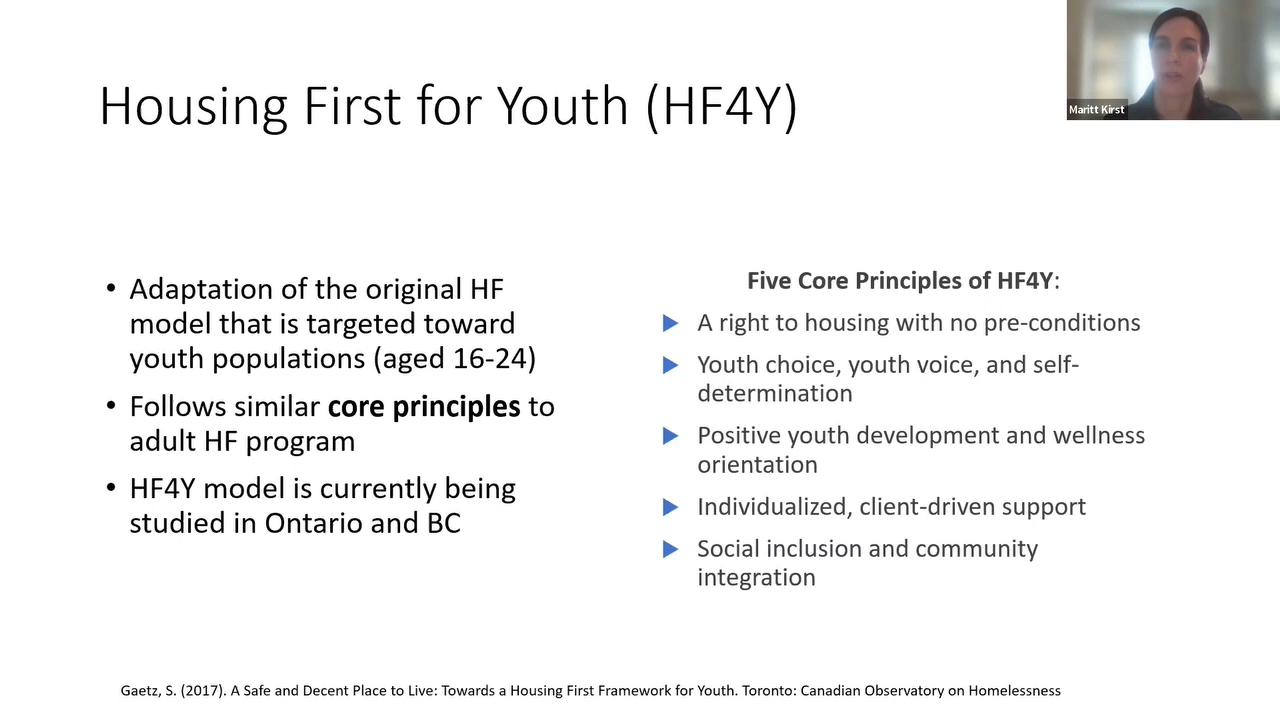 Housing First for Youth (HF4Y)
Maritt Kirst
• Adaptation of the original HF
model that is targeted toward
youth populations (aged 16-24)
• Follows similar core principles to
adult HF program
• HF4Y model is currently being
studied in Ontario and BC
Five Core Principles of HF4Y:
▶ A right to housing with no pre-conditions
▶ Youth choice, youth voice, and self-
determination
▶ Positive youth development and wellness
orientation
▶ Individualized, client-driven support
▶ Social inclusion and community
integration
Gaetz, S. (2017). A Safe and Decent Place to Live: Towards a Housing First Framework for Youth. Toronto: Canadian Observatory on Homelessness